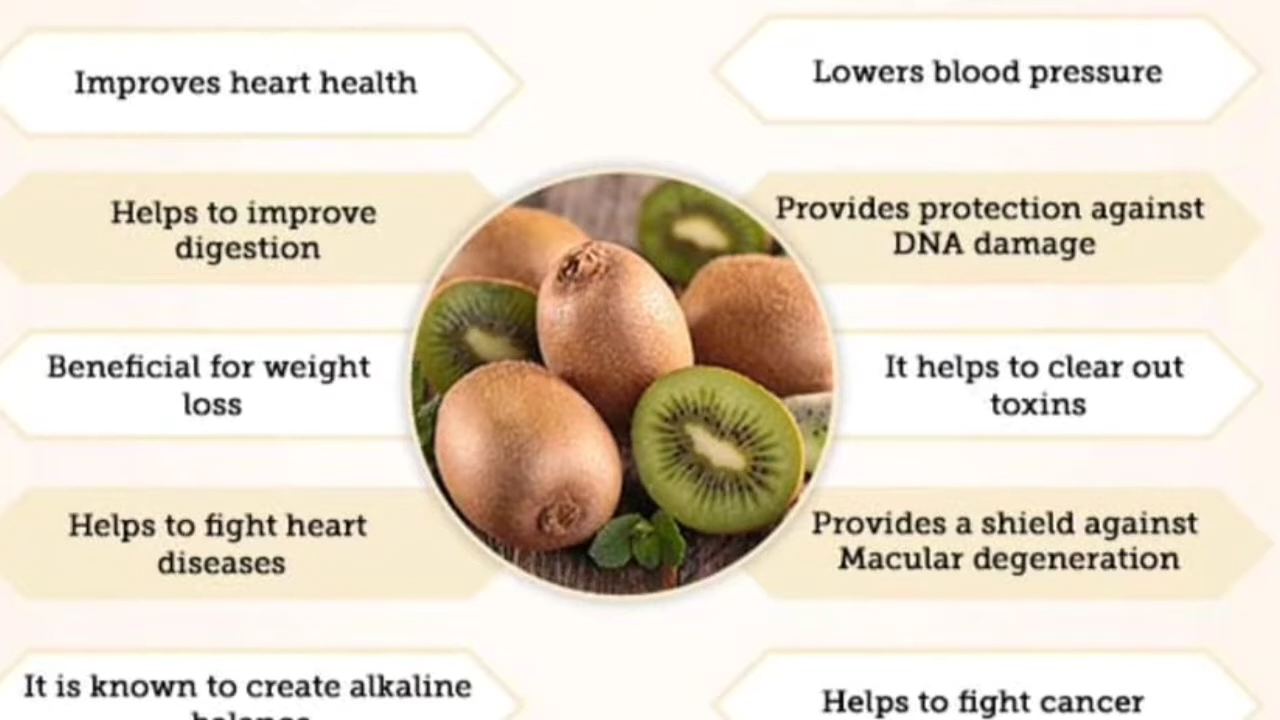 Improves heart health
Lowers blood pressure
Helps to improve
digestion
Provides protection against
DNA damage
Beneficial for weight
loss
It helps to clear out
toxins
Helps to fight heart
diseases
Provides a shield against
Macular degeneration
It is known to create alkaline
Helps to fight cancer